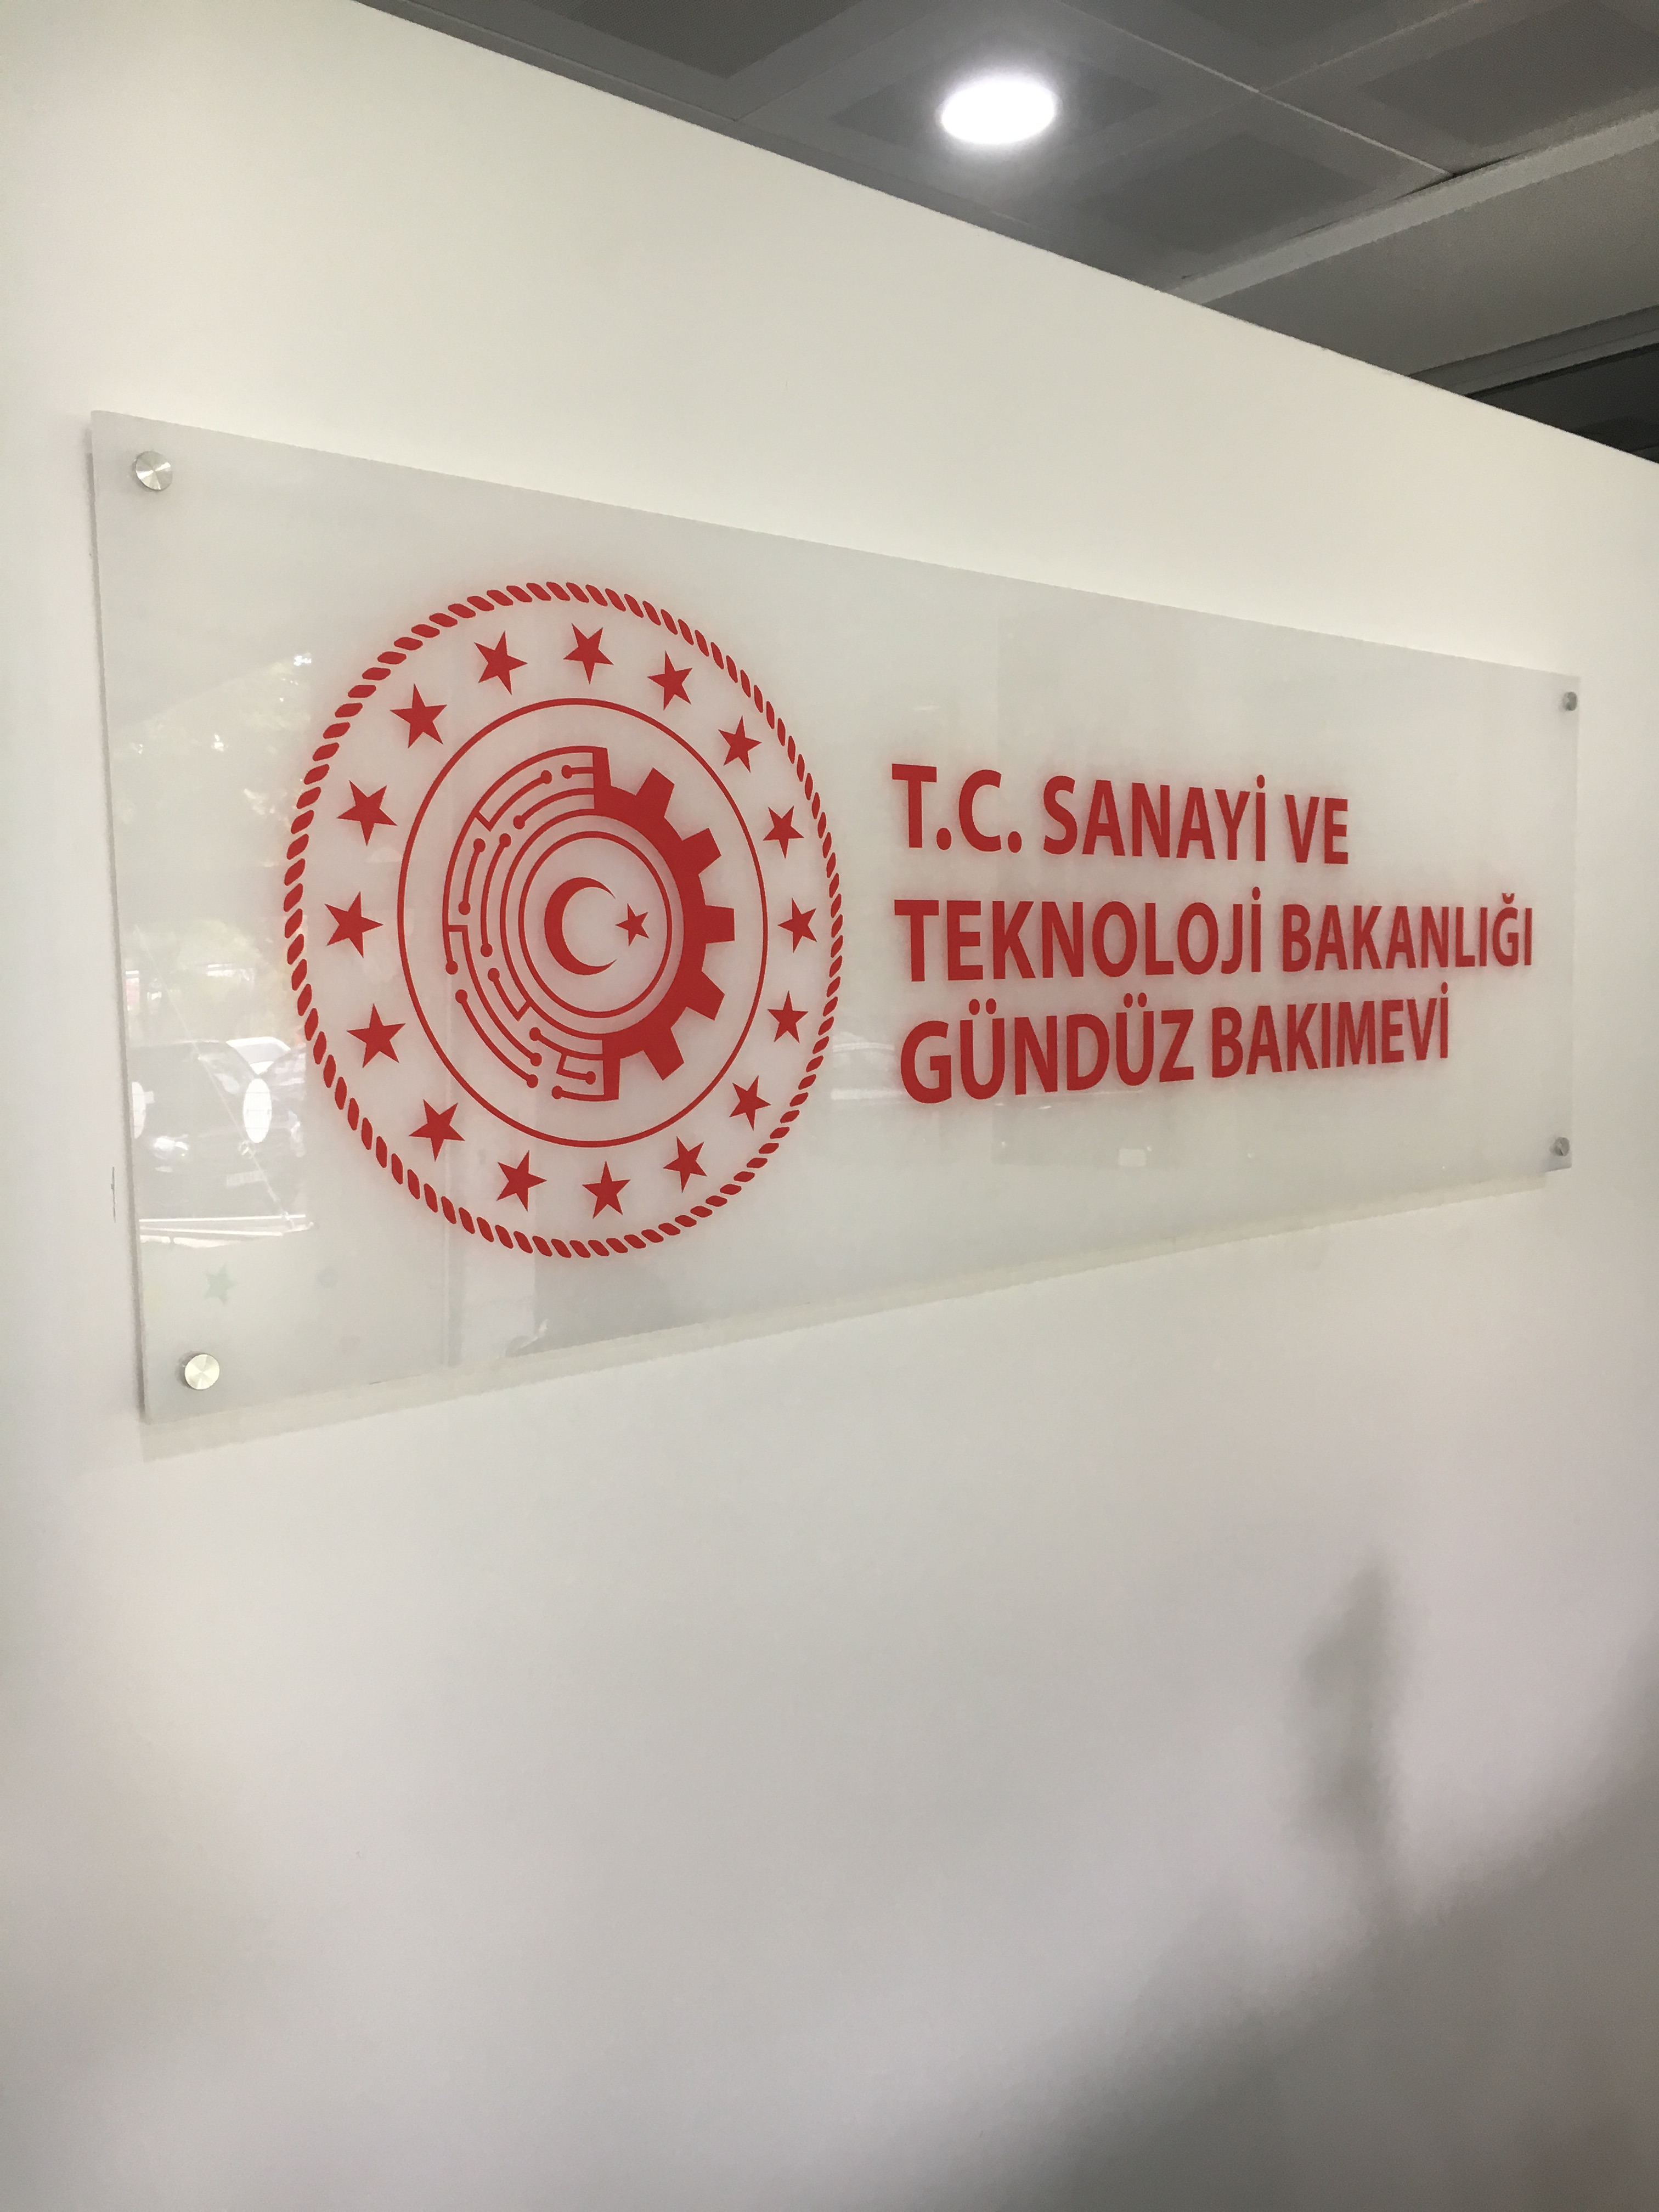 T.C. SANAYİ VE
TEKNOLOJİ BAKANLIĞI
GÜNDÜZ BAKIMEVİ